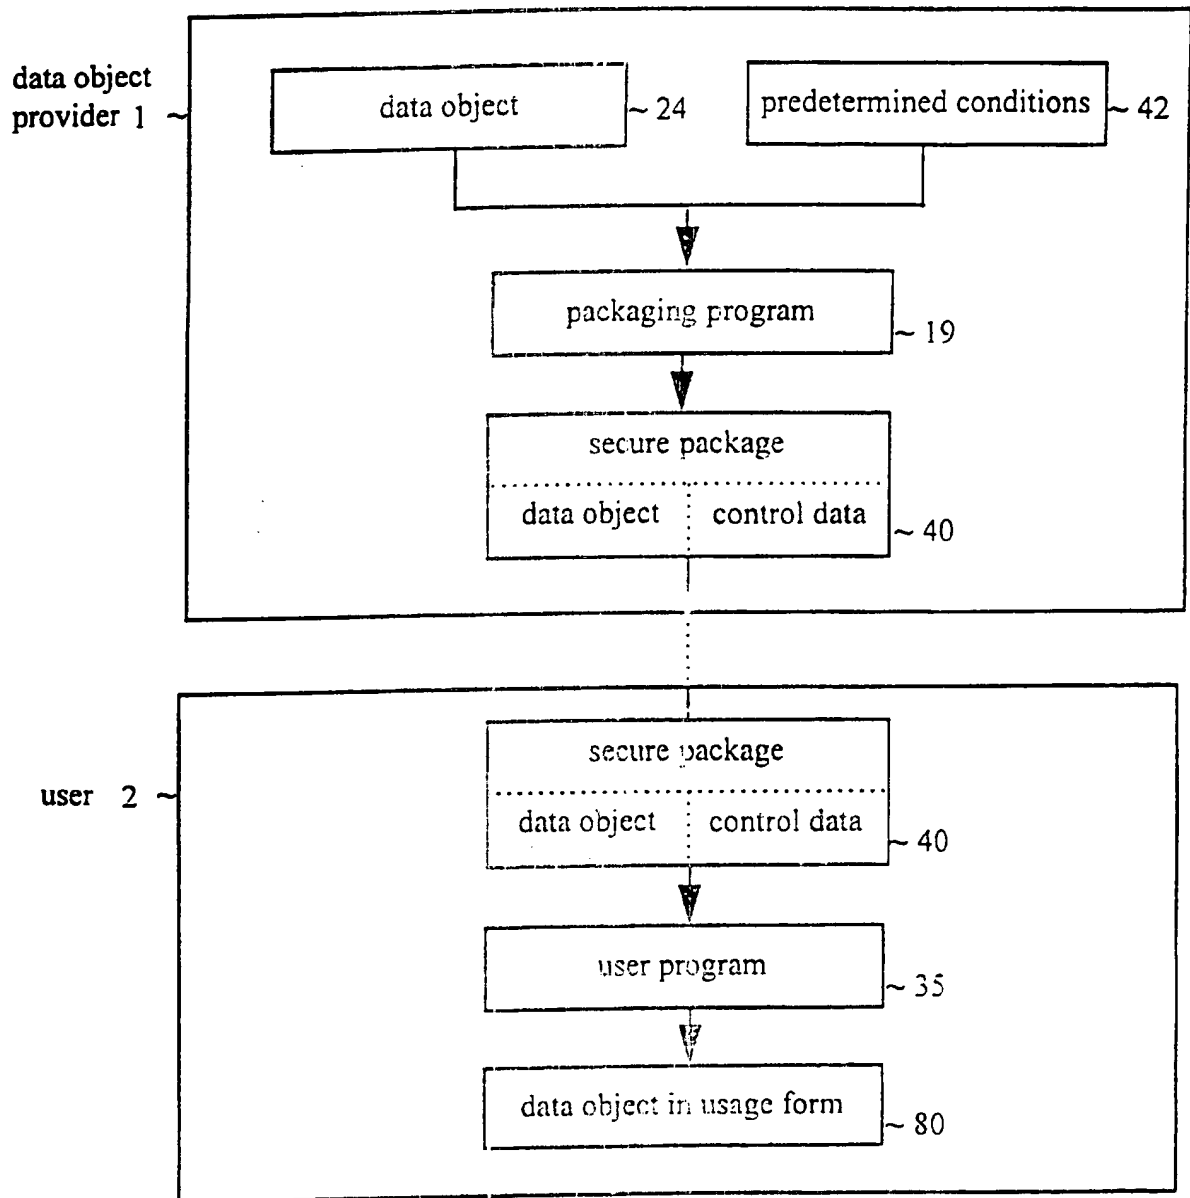 data object
provider 1 ~
data object
~ 24
predetermined conditions
~ 42
packaging program
~ 19
secure package
data object
control data
~ 40
user 2 ~
secure package
data object
control data
~ 40
user program
~ 35
data object in usage form
~ 80